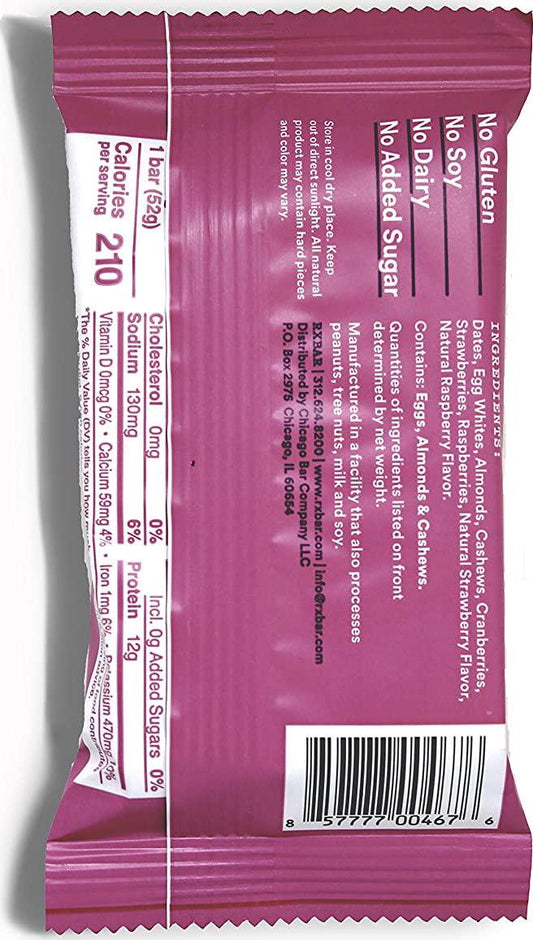 No Gluten
No Soy
No Dairy
No Added Sugar
Store in cool dry place. Keep
out of direct sunlight. All natural
product may contain hard pieces
and color may vary.
INGREDIENTS:
Dates, Egg Whites, Almonds, Cashews, Cranberries,
Strawberries, Raspberries, Natural Strawberry Flavor,
Natural Raspberry Flavor.
Contains: Eggs, Almonds & Cashews.
Quantities of ingredients listed on front
determined by net weight.
Manufactured in a facility that also processes
peanuts, tree nuts, milk and soy.
RXBAR | 312.624.8200 | www.rxbar.com | info@rxbar.com
Distributed by Chicago Bar Company LLC
P.O. Box 2975 Chicago, IL 60654
8 57777 00467 6
1 bar (52g)
Calories 210
per serving
Cholesterol 0mg 0%
Sodium 130mg 6%
Incl. 0g Added Sugars 0%
Protein 12g
Vitamin D 0mcg 0% • Calcium 59mg 4% • Iron 1mg 6% • Potassium 470mg 10%
*The % Daily Value (DV) tells you how much